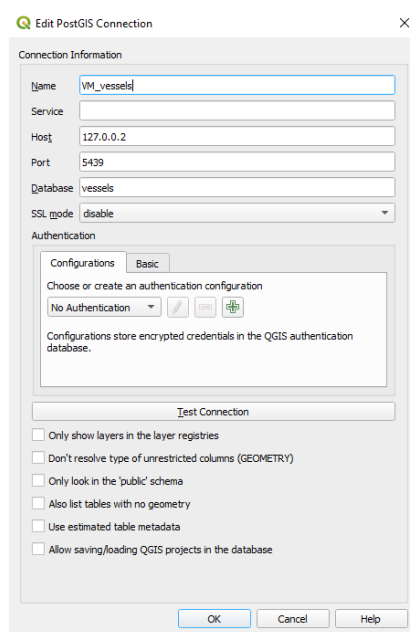 Edit PostGIS Connection
Connection Information
Name VM_vessels
Service
Host 127.0.0.2
Port 5439
Database vessels
SSL mode disable
Authentication
Configurations Basic
Choose or create an authentication configuration
No Authentication
Configurations store encrypted credentials in the QGIS authentication
database.
Test Connection
Only show layers in the layer registries
Don't resolve type of unrestricted columns (GEOMETRY)
Only look in the 'public' schema
Also list tables with no geometry
Use estimated table metadata
Allow saving/loading QGIS projects in the database
OK Cancel Help